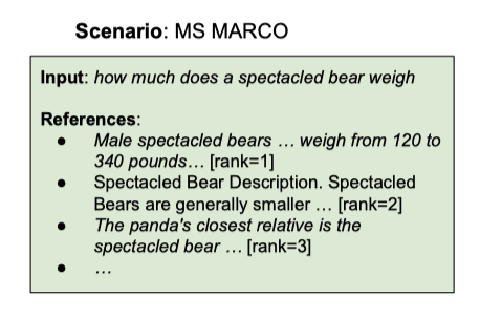 Scenario: MS MARCO
Input: how much does a spectacled bear weigh
References:
● Male spectacled bears … weigh from 120 to
340 pounds… [rank=1]
● Spectacled Bear Description. Spectacled
Bears are generally smaller … [rank=2]
● The panda's closest relative is the
spectacled bear … [rank=3]
● …